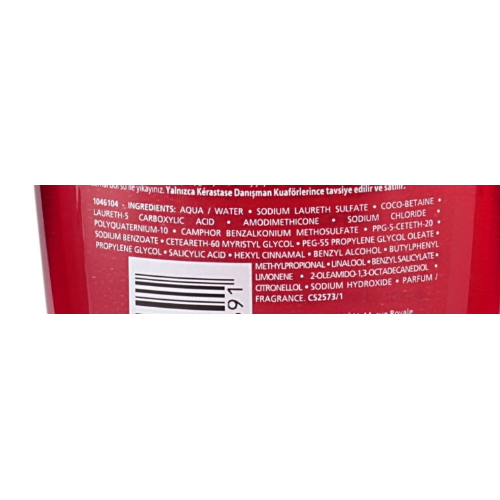 su ile yıkayınız. Yalnızca Kérastase Danışman Kuaförlerince tavsiye edilir ve satılır.
1046104 -. INGREDIENTS: AQUA / WATER • SODIUM LAURETH SULFATE • COCO-BETAINE •
LAURETH-5 CARBOXYLIC ACID • AMODIMETHICONE • SODIUM CHLORIDE •
POLYQUATERNIUM-10 • CAMPHOR BENZALKONIUM METHOSULFATE • PPG-5-CETETH-20
SODIUM BENZOATE • CETEARETH-60 MYRISTYL GLYCOL • PEG-55 PROPYLENE GLYCOL OLEATE •
PROPYLENE GLYCOL • SALICYLIC ACID • HEXYL CINNAMAL • BENZYL ALCOHOL • BUTYLPHENYL
METHYLPROPIONAL • LINALOOL • BENZYL SALICYLATE •
LIMONENE • 2-OLEAMIDO-1,3-OCTADECANEDIOL •
CITRONELLOL • SODIUM HYDROXIDE • PARFUM /
FRAGRANCE. C52573/1
91
Royale